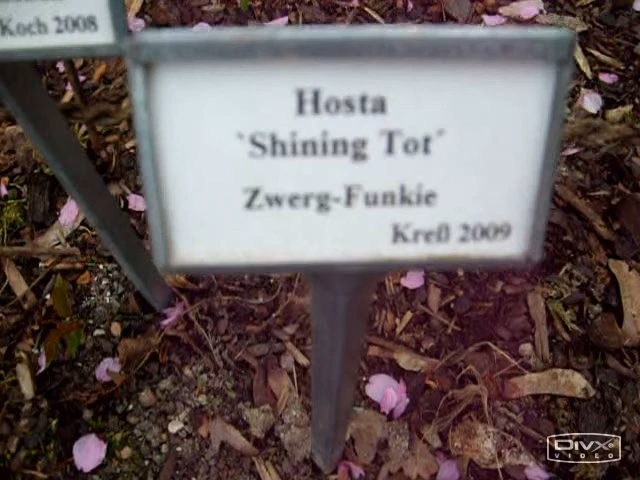 Koch 2008
Hosta
`Shining Tot´
Zwerg-Funkie
Kreß 2009
DivX
VIDEO